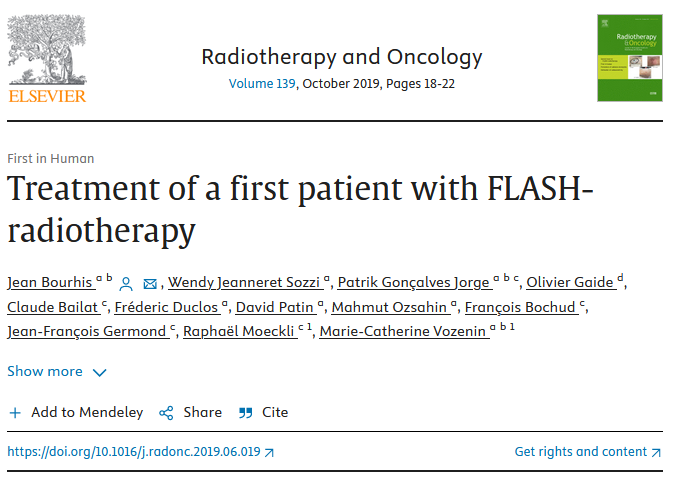 ELSEVIER
Radiotherapy and Oncology
Volume 139, October 2019, Pages 18-22
Radiotherapy
&Oncology
First in Human
Treatment of a first patient with FLASH-
radiotherapy
Jean Bourhis a b , Wendy Jeanneret Sozzi a, Patrik Gonçalves Jorge a b c, Olivier Gaide d,
Claude Bailat c, Fréderic Duclos a, David Patin a, Mahmut Ozsahin a, François Bochud c,
Jean-François Germond c, Raphaël Moeckli c 1, Marie-Catherine Vozenin a b 1
Show more
Add to Mendeley Share Cite
https://doi.org/10.1016/j.radonc.2019.06.019 Get rights and content